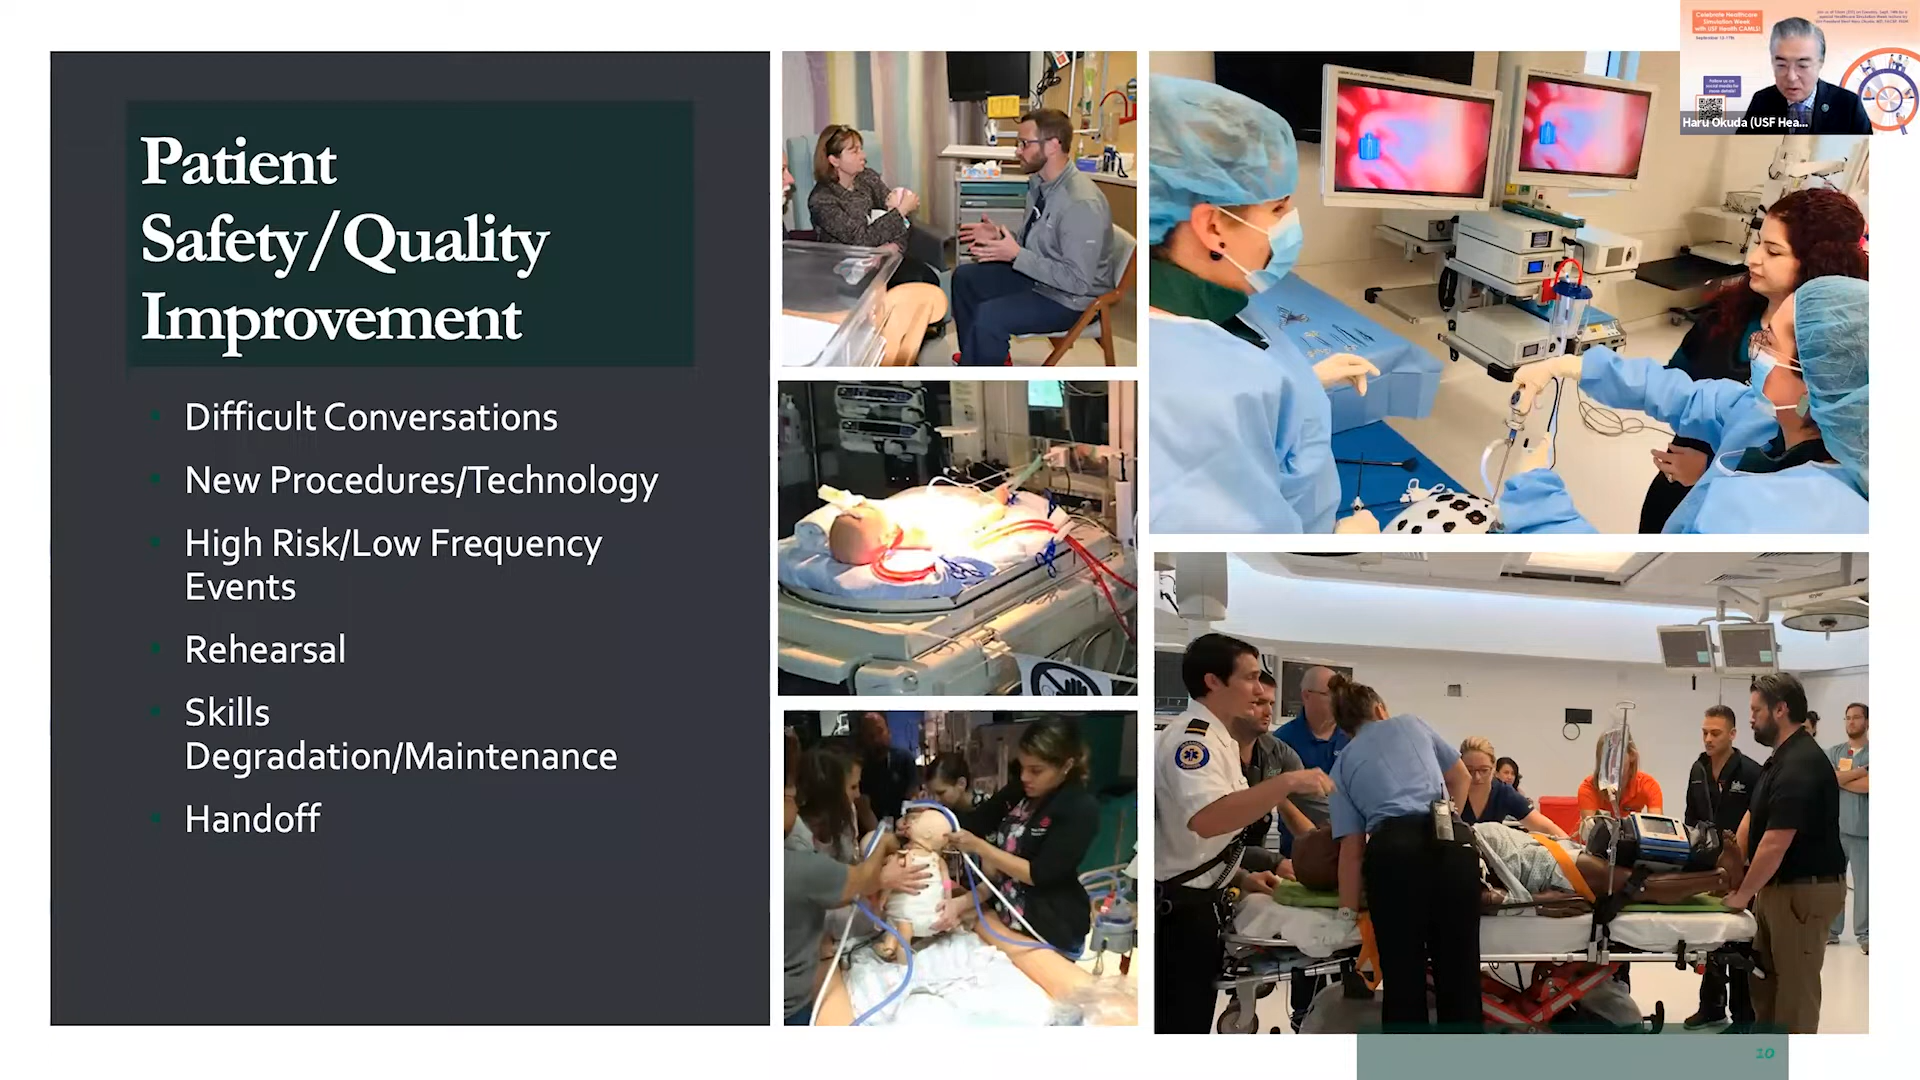 Patient
Safety/Quality
Improvement
Difficult Conversations
New Procedures/Technology
High Risk/Low Frequency
Events
Rehearsal
Skills
Degradation/Maintenance
Handoff
Celebrate Healthcare
Simulation Week
with USF Health CAMLS!
Haru Okuda (USF Hea...
10